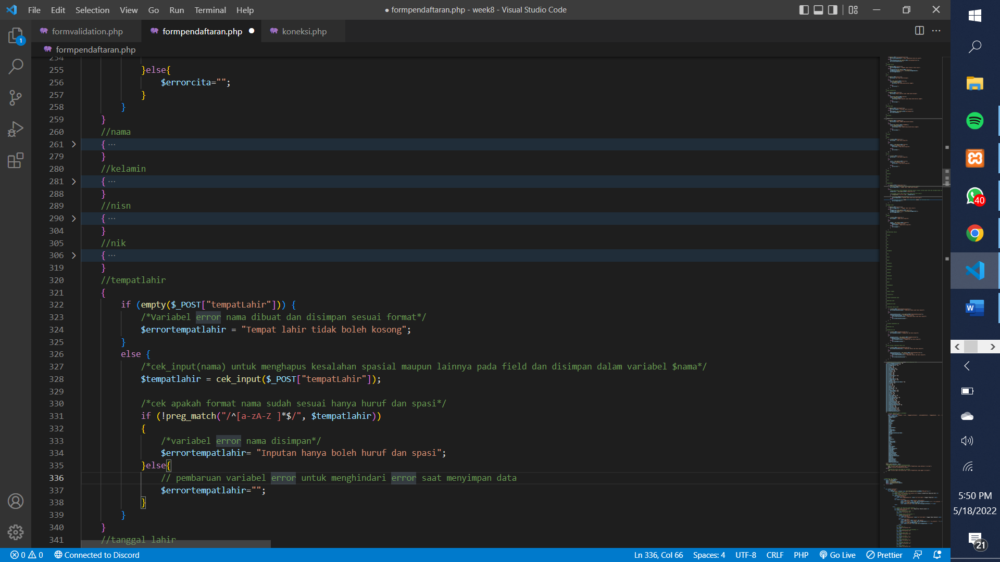 File Edit Selection View Go Run Terminal Help
● formpendaftaran.php - week8 - Visual Studio Code
formvalidation.php
formpendaftaran.php
koneksi.php
formpendaftaran.php
1
254
255 }else{
256 $errorcita="";
257 }
258 }
259 }
260 //nama
261 { ...
279 }
280 //kelamin
281 { ...
288 }
289 //nisn
290 { ...
304 }
305 //nik
306 { ...
319 }
320 //tempatlahir
321 {
322 if (empty($_POST["tempatLahir"])) {
323 /*Variabel error nama dibuat dan disimpan sesuai format*/
324 $errortempatlahir = "Tempat lahir tidak boleh kosong";
325 }
326 else {
327 /*cek_input(nama) untuk menghapus kesalahan spasial maupun lainnya pada field dan disimpan dalam variabel $nama*/
328 $tempatlahir = cek_input($_POST["tempatLahir"]);
329
330 /*cek apakah format nama sudah sesuai hanya huruf dan spasi*/
331 if (!preg_match("/^[a-zA-Z ]*$/", $tempatlahir))
332 {
333 /*variabel error nama disimpan*/
334 $errortempatlahir= "Inputan hanya boleh huruf dan spasi";
335 }else{
336 // pembaruan variabel error untuk menghindari error saat menyimpan data
337 $errortempatlahir="";
338 }
339 }
340 }
341 //tanggal lahir
0 0 Connected to Discord
Ln 336, Col 66 Spaces: 4 UTF-8 CRLF PHP Go Live Prettier
40
W
5:50 PM
5/18/2022
21